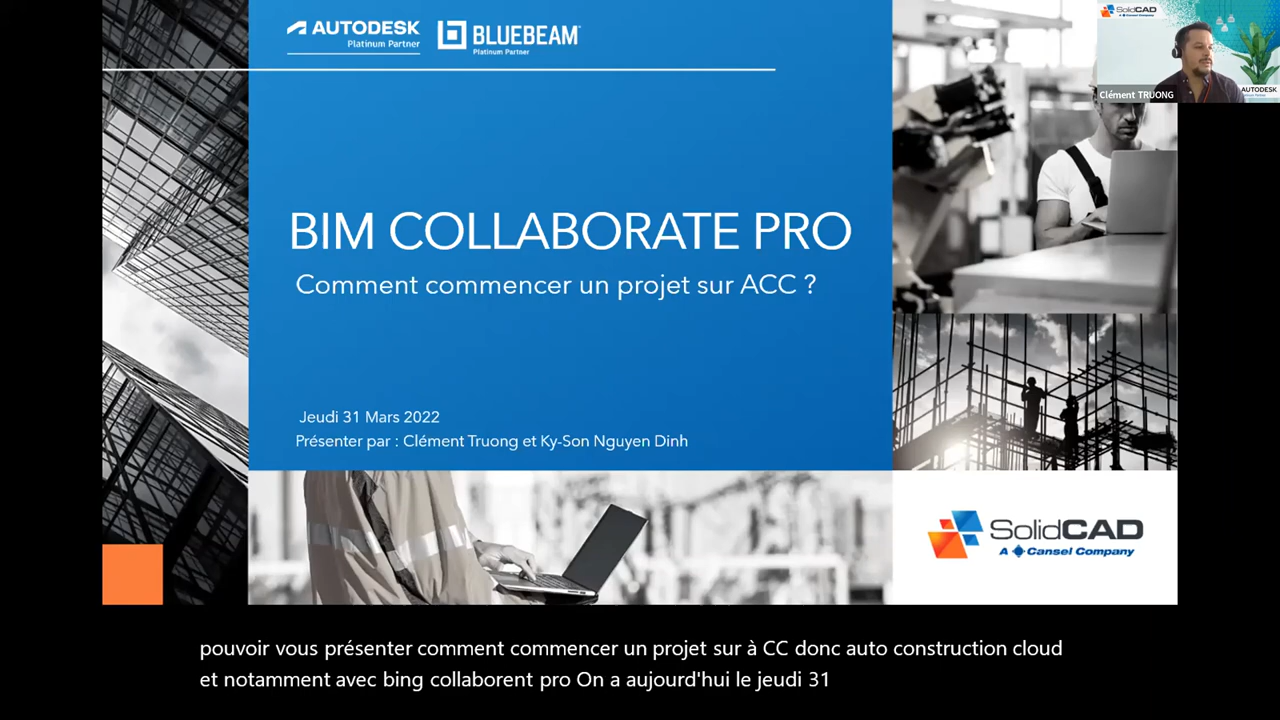 AUTODESK
Platinum Partner
BLUEBEAM
Platinum Partner
SolidCAD
A Cansel Company
Clément TRUONG
AUTODESK
BIM COLLABORATE PRO
Comment commencer un projet sur ACC ?
Jeudi 31 Mars 2022
Présenter par : Clément Truong et Ky-Son Nguyen Dinh
SolidCAD
A Cansel Company
pouvoir vous présenter comment commencer un projet sur à CC donc auto construction cloud
et notamment avec bing collaborent pro On a aujourd'hui le jeudi 31